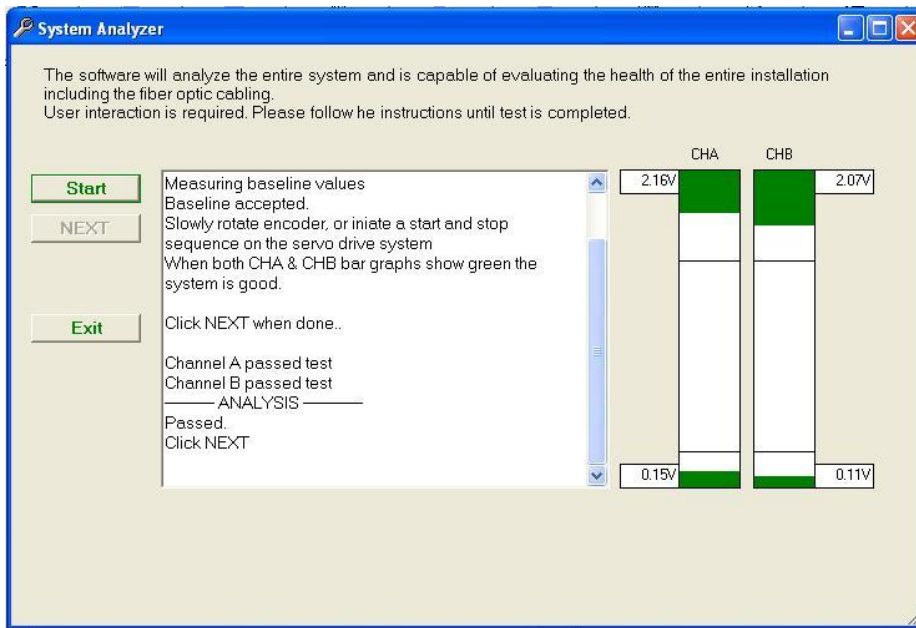 System Analyzer
The software will analyze the entire system and is capable of evaluating the health of the entire installation
including the fiber optic cabling.
User interaction is required. Please follow he instructions until test is completed.
CHA CHB
Start
NEXT
Exit
Measuring baseline values
Baseline accepted.
Slowly rotate encoder, or iniate a start and stop
sequence on the servo drive system
When both CHA & CHB bar graphs show green the
system is good.
Click NEXT when done..
Channel A passed test
Channel B passed test
——— ANALYSIS ———
Passed.
Click NEXT
2.16V 2.07V
0.15V 0.11V